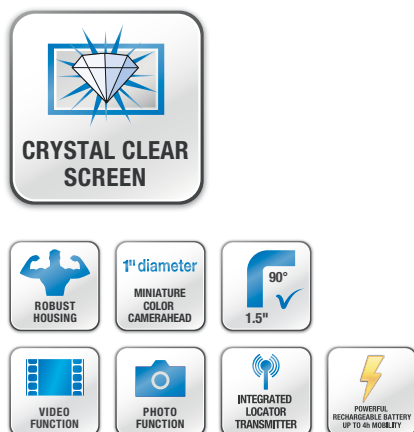 CRYSTAL CLEAR
SCREEN
ROBUST
HOUSING
1" diameter
MINIATURE
COLOR
CAMERAHEAD
90°
1.5"
VIDEO
FUNCTION
PHOTO
FUNCTION
INTEGRATED
LOCATOR
TRANSMITTER
POWERFUL
RECHARGEABLE BATTERY
UP TO 4h MOBILITY